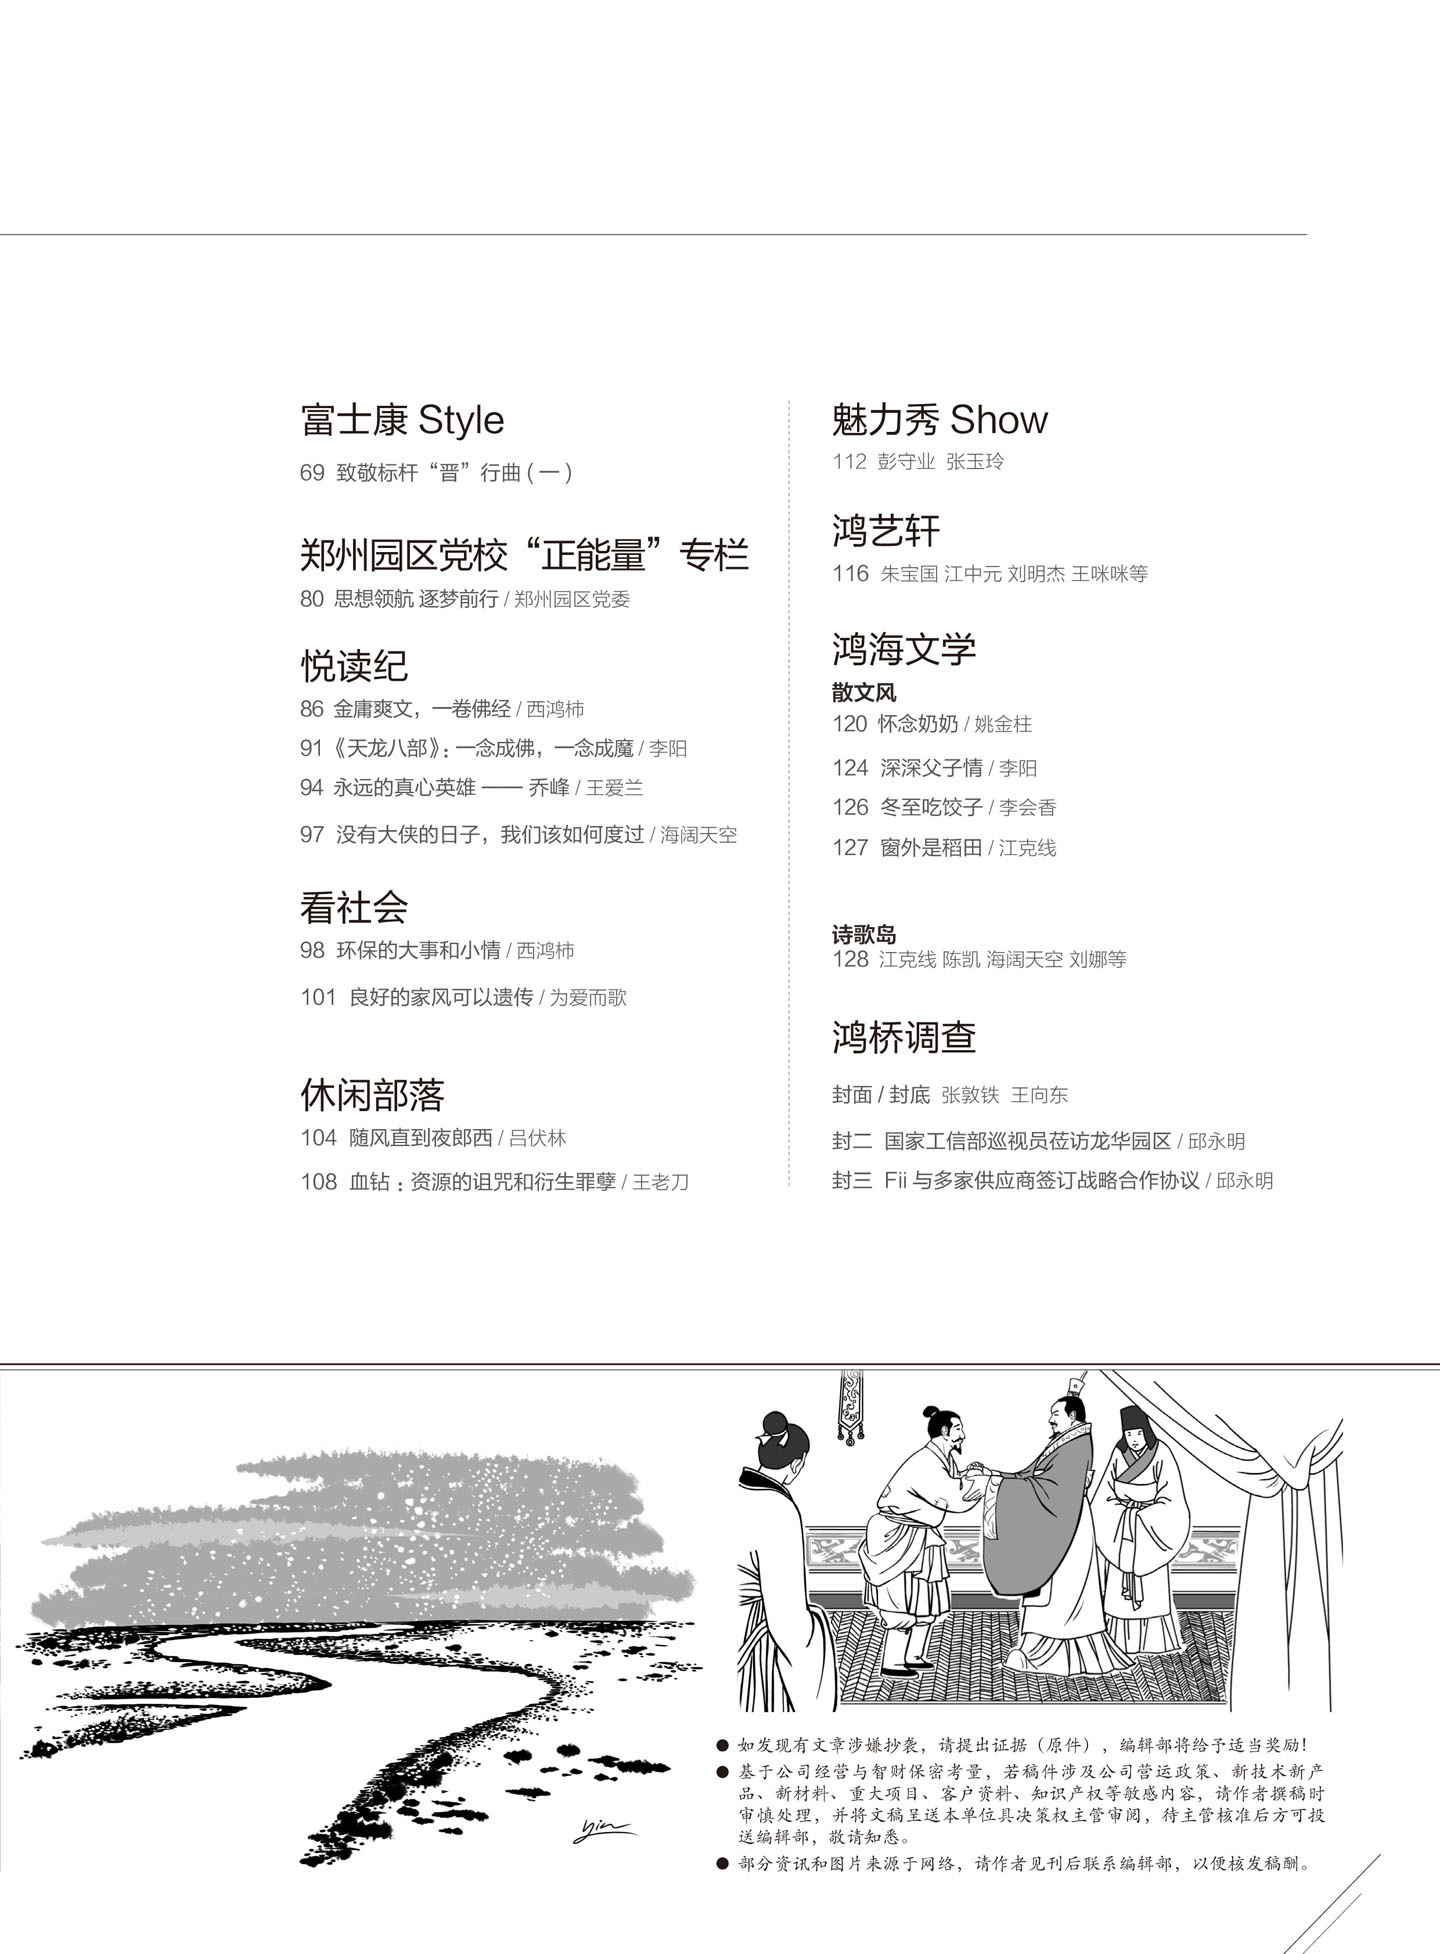 富士康 Style
69 致敬标杆“晋”行曲 ( 一 )
郑州园区党校“正能量”专栏
80 思想领航 逐梦前行 / 郑州园区党委
悦读纪
86 金庸爽文，一卷佛经 / 西鸿柿
91《天龙八部》: 一念成佛，一念成魔 / 李阳
94 永远的真心英雄 —— 乔峰 / 王爱兰
97 没有大侠的日子，我们该如何度过 / 海阔天空
看社会
98 环保的大事和小情 / 西鸿柿
101 良好的家风可以遗传 / 为爱而歌
休闲部落
104 随风直到夜郎西 / 吕伏林
108 血钻 : 资源的诅咒和衍生罪孽 / 王老刀
魅力秀 Show
112 彭守业 张玉玲
鸿艺轩
116 朱宝国 江中元 刘明杰 王咪咪等
鸿海文学
散文风
120 怀念奶奶 / 姚金柱
124 深深父子情 / 李阳
126 冬至吃饺子 / 李会香
127 窗外是稻田 / 江克线
诗歌岛
128 江克线 陈凯 海阔天空 刘娜等
鸿桥调查
封面 / 封底 张敦铁 王向东
封二 国家工信部巡视员莅访龙华园区 / 邱永明
封三 Fii 与多家供应商签订战略合作协议 / 邱永明
● 如发现有文章涉嫌抄袭，请提出证据（原件），编辑部将给予适当奖励！
● 基于公司经营与智财保密考量，若稿件涉及公司营运政策、新技术新产
品、新材料、重大项目、客户资料、知识产权等敏感内容，请作者撰稿时
审慎处理，并将文稿呈送本单位具决策权主管审阅，待主管核准后方可投
送编辑部，敬请知悉。
● 部分资讯和图片来源于网络，请作者见刊后联系编辑部，以便核发稿酬。